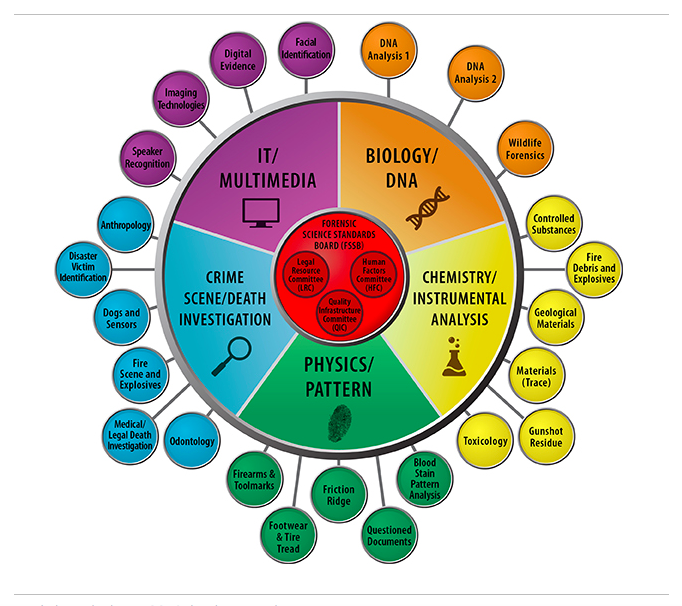 Facial
Identification
Digital
Evidence
Imaging
Technologies
Speaker
Recognition
DNA
Analysis 1
DNA
Analysis 2
Wildlife
Forensics
IT/
MULTIMEDIA
BIOLOGY/
DNA
FORENSIC
SCIENCE STANDARDS
BOARD (FSSB)
Legal
Resource
Committee
(LRC)
Human
Factors
Committee
(HFC)
Quality
Infrastructure
Committee
(QIC)
CRIME
SCENE/DEATH
INVESTIGATION
CHEMISTRY/
INSTRUMENTAL
ANALYSIS
PHYSICS/
PATTERN
Anthropology
Disaster
Victim
Identification
Dogs and
Sensors
Fire
Scene and
Explosives
Medical/
Legal Death
Investigation
Odontology
Controlled
Substances
Fire
Debris and
Explosives
Geological
Materials
Materials
(Trace)
Gunshot
Residue
Toxicology
Firearms &
Toolmarks
Footwear
& Tire
Tread
Friction
Ridge
Questioned
Documents
Blood
Stain
Pattern
Analysis